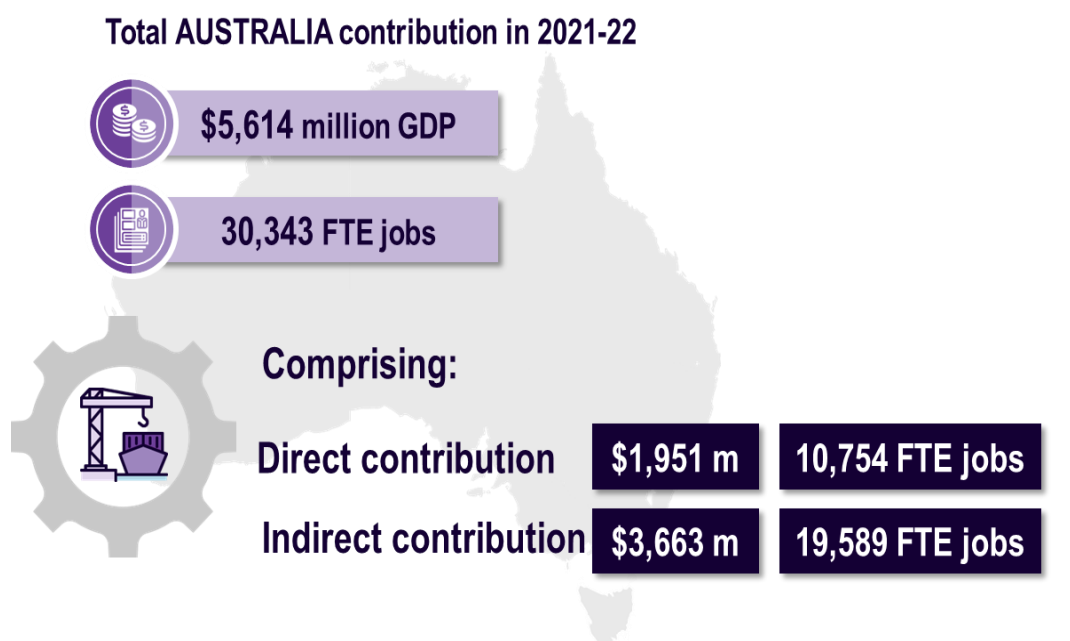 Total AUSTRALIA contribution in 2021-22
$5,614 million GDP
30,343 FTE jobs
Comprising:
Direct contribution $1,951 m 10,754 FTE jobs
Indirect contribution $3,663 m 19,589 FTE jobs